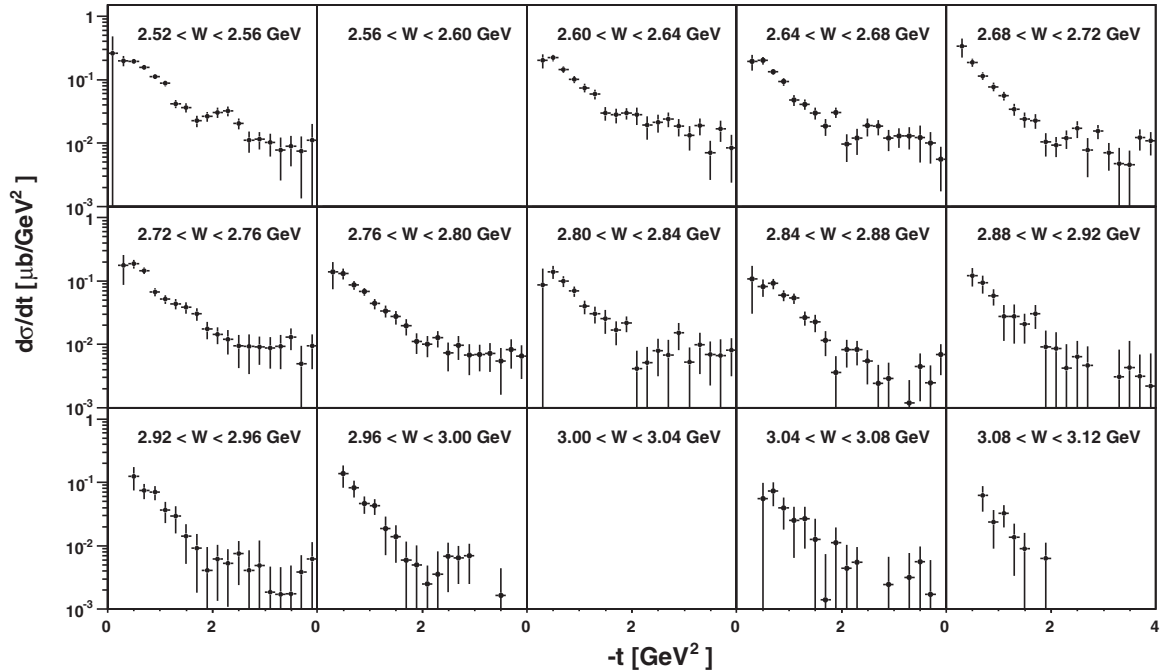 1
2.52 < W < 2.56 GeV
2.56 < W < 2.60 GeV
2.60 < W < 2.64 GeV
2.64 < W < 2.68 GeV
2.68 < W < 2.72 GeV
10-1
10-2
10-3
1
2.72 < W < 2.76 GeV
2.76 < W < 2.80 GeV
2.80 < W < 2.84 GeV
2.84 < W < 2.88 GeV
2.88 < W < 2.92 GeV
10-1
10-2
10-3
dσ/dt [μb/GeV²]
1
2.92 < W < 2.96 GeV
2.96 < W < 3.00 GeV
3.00 < W < 3.04 GeV
3.04 < W < 3.08 GeV
3.08 < W < 3.12 GeV
10-1
10-2
10-3
0 2 0 2 0 2 0 2 0 2 4
-t [GeV²]